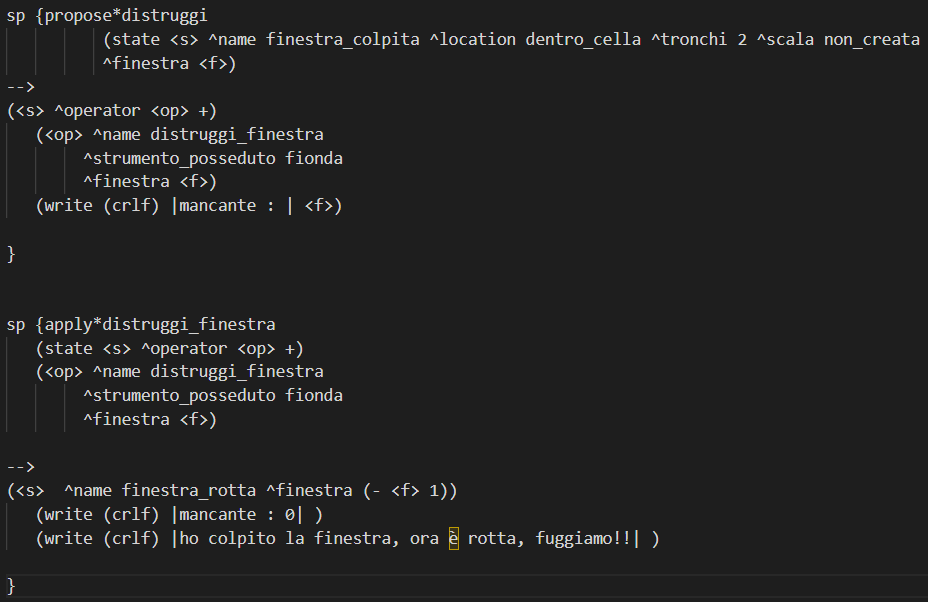 sp {propose*distruggi
(state <s> ^name finestra_colpita ^location dentro_cella ^tronchi 2 ^scala non_creata
^finestra <f>)
-->
(<s> ^operator <op> +)
(<op> ^name distruggi_finestra
^strumento_posseduto fionda
^finestra <f>)
(write (crlf) |mancante : | <f>)
}
sp {apply*distruggi_finestra
(state <s> ^operator <op> +)
(<op> ^name distruggi_finestra
^strumento_posseduto fionda
^finestra <f>)
-->
(<s>  ^name finestra_rotta ^finestra (- <f> 1))
(write (crlf) |mancante : 0| )
(write (crlf) |ho colpito la finestra, ora è rotta, fuggiamo!!| )
}